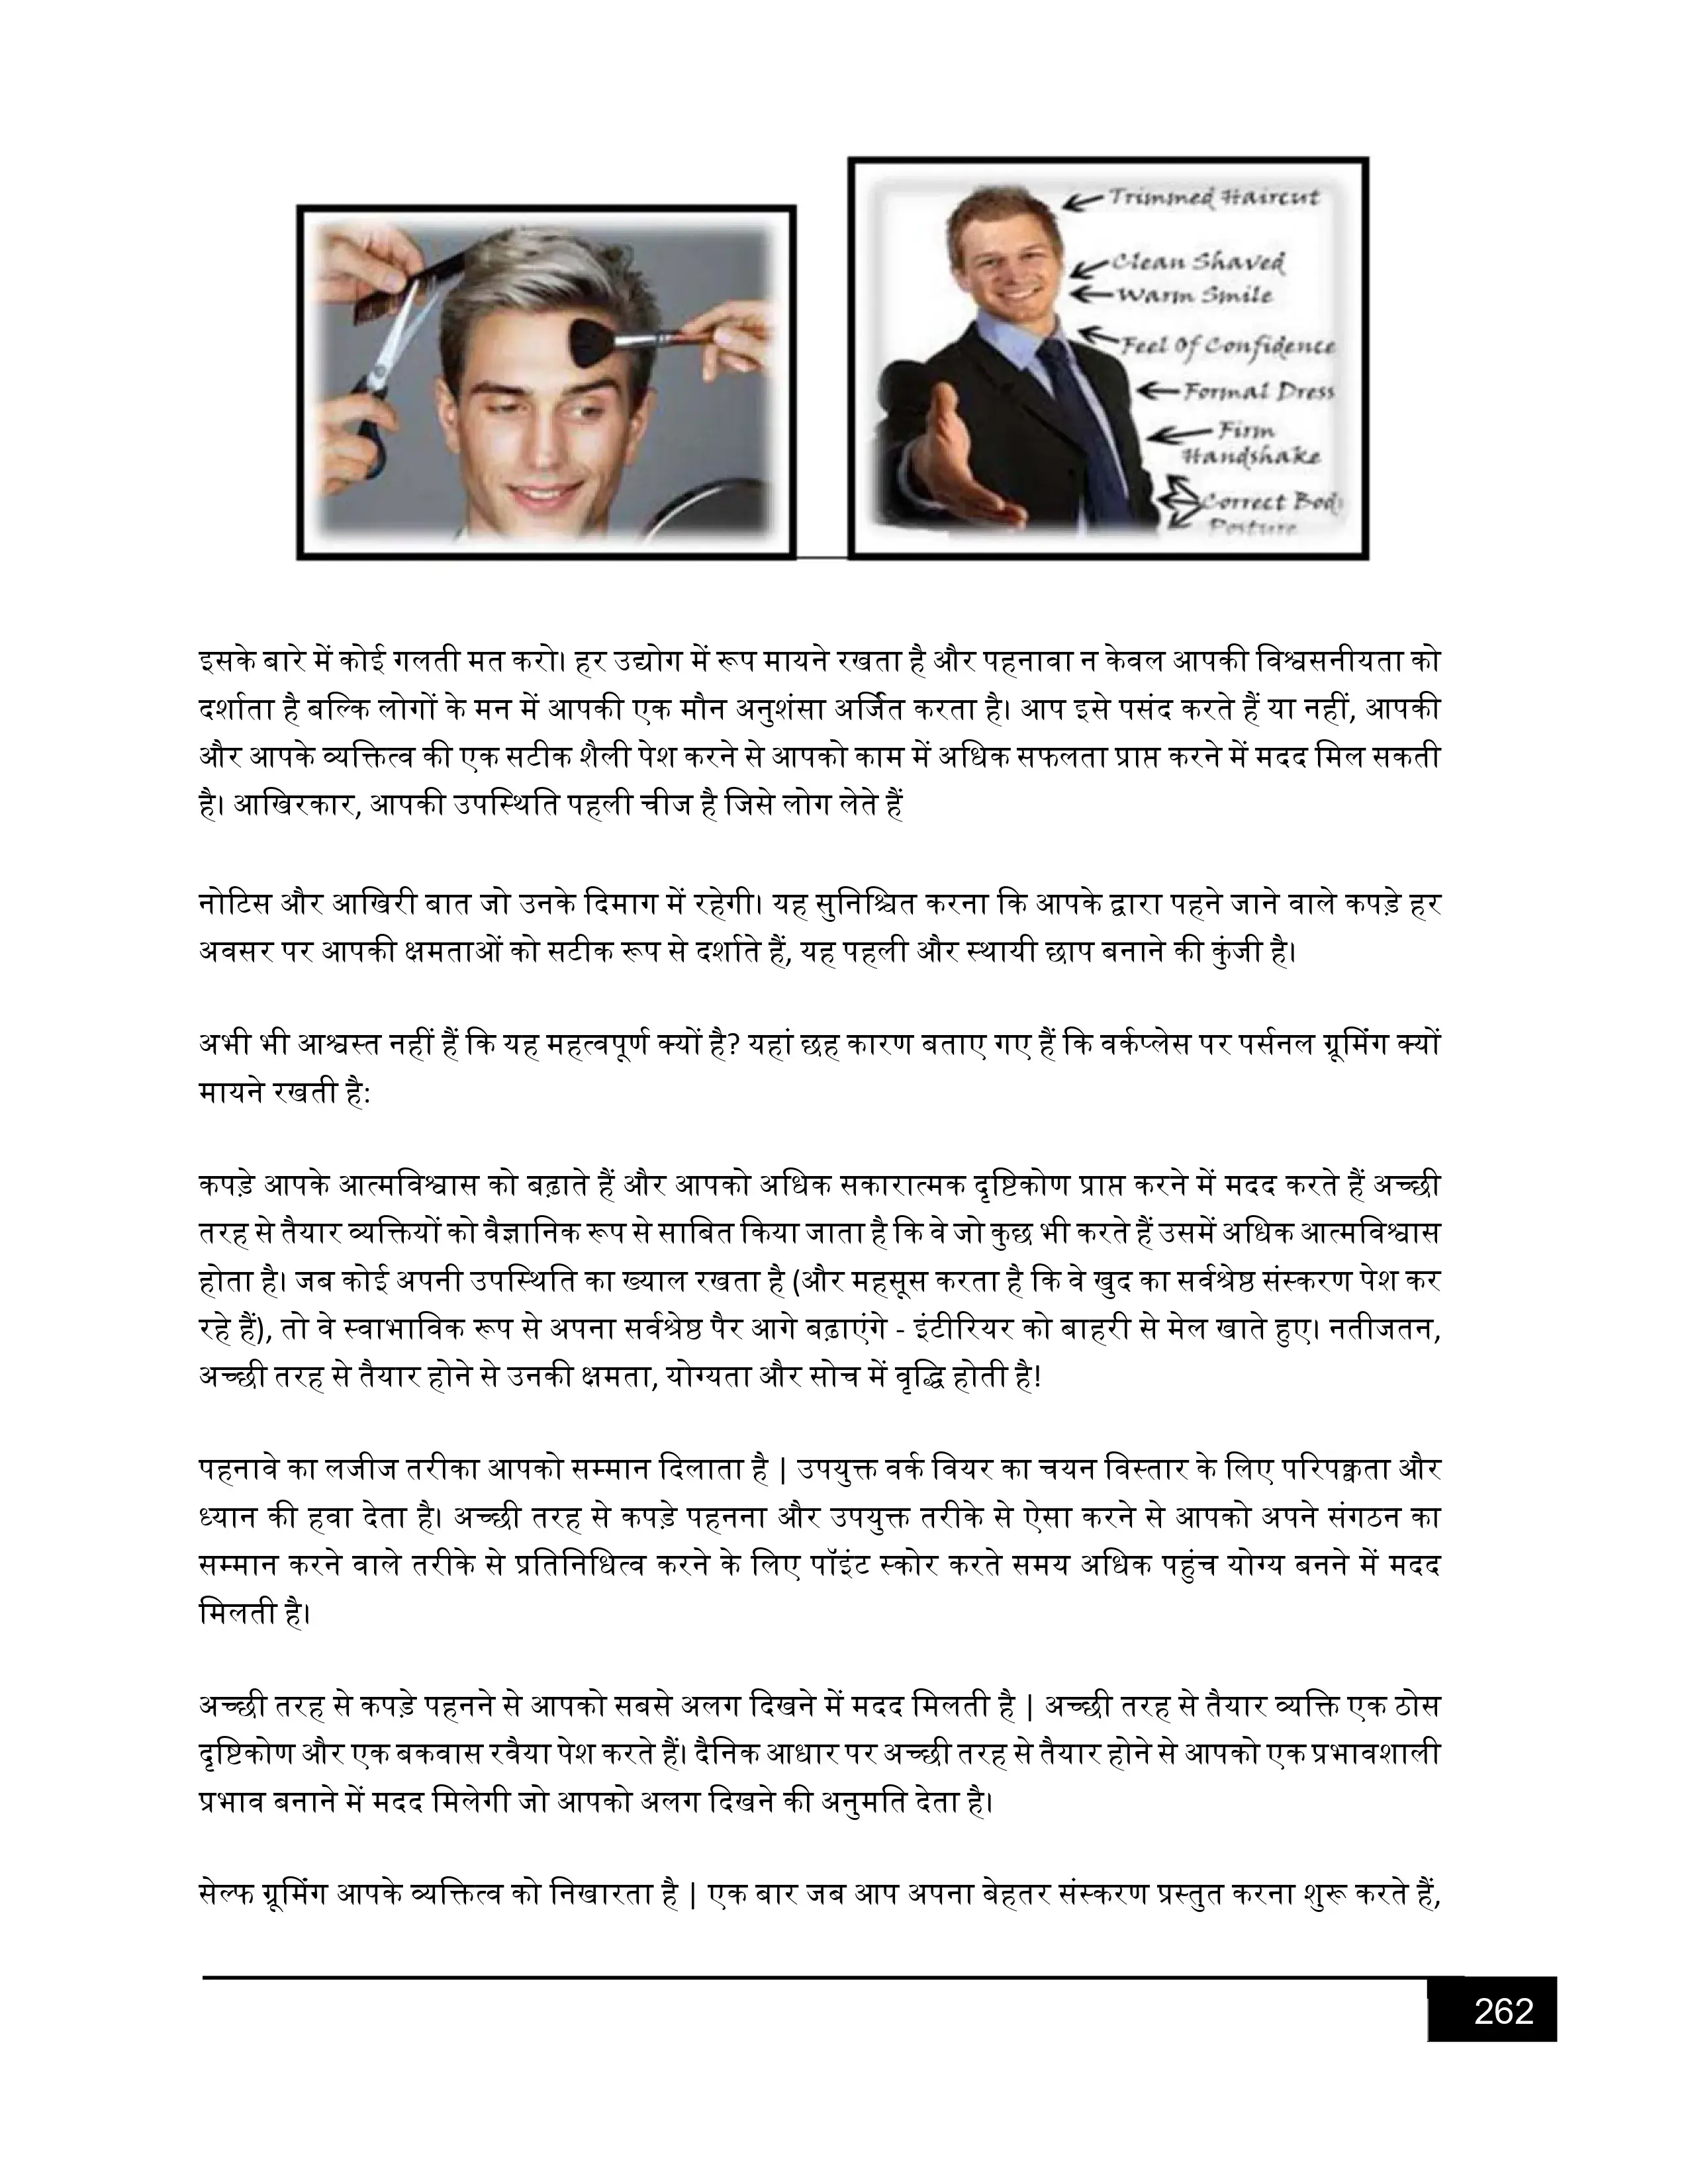 Trimmed Haircut
Clean Shaved
Warm Smile
Feel Of Confidence
Formal Dress
Firm
Handshake
Correct Body
Posture
इसके बारे में कोई गलती मत करो। हर उद्योग में रूप मायने रखता है और पहनावा न केवल आपकी विश्वसनीयता को
दर्शाता है बल्कि लोगों के मन में आपकी एक मौन अनुशंसा अर्जित करता है। आप इसे पसंद करते हैं या नहीं, आपकी
और आपके व्यक्तित्व की एक सटीक शैली पेश करने से आपको काम में अधिक सफलता प्राप्त करने में मदद मिल सकती
है। आखिरकार, आपकी उपस्थिति पहली चीज है जिसे लोग लेते हैं
नोटिस और आखिरी बात जो उनके दिमाग में रहेगी। यह सुनिश्चित करना कि आपके द्वारा पहने जाने वाले कपड़े हर
अवसर पर आपकी क्षमताओं को सटीक रूप से दर्शाते हैं, यह पहली और स्थायी छाप बनाने की कुंजी है।
अभी भी आश्वस्त नहीं हैं कि यह महत्वपूर्ण क्यों है? यहां छह कारण बताए गए हैं कि वर्कप्लेस पर पर्सनल ग्रूमिंग क्यों
मायने रखती है:
कपड़े आपके आत्मविश्वास को बढ़ाते हैं और आपको अधिक सकारात्मक दृष्टिकोण प्राप्त करने में मदद करते हैं अच्छी
तरह से तैयार व्यक्तियों को वैज्ञानिक रूप से साबित किया जाता है कि वे जो कुछ भी करते हैं उसमें अधिक आत्मविश्वास
होता है। जब कोई अपनी उपस्थिति का ख्याल रखता है (और महसूस करता है कि वे खुद का सर्वश्रेष्ठ संस्करण पेश कर
रहे हैं), तो वे स्वाभाविक रूप से अपना सर्वश्रेष्ठ पैर आगे बढ़ाएंगे - इंटीरियर को बाहरी से मेल खाते हुए। नतीजतन,
अच्छी तरह से तैयार होने से उनकी क्षमता, योग्यता और सोच में वृद्धि होती है!
पहनावे का लजीज तरीका आपको सम्मान दिलाता है | उपयुक्त वर्क वियर का चयन विस्तार के लिए परिपक्वता और
ध्यान की हवा देता है। अच्छी तरह से कपड़े पहनना और उपयुक्त तरीके से ऐसा करने से आपको अपने संगठन का
सम्मान करने वाले तरीके से प्रतिनिधित्व करने के लिए पॉइंट स्कोर करते समय अधिक पहुंच योग्य बनने में मदद
मिलती है।
अच्छी तरह से कपड़े पहनने से आपको सबसे अलग दिखने में मदद मिलती है | अच्छी तरह से तैयार व्यक्ति एक ठोस
दृष्टिकोण और एक बकवास रवैया पेश करते हैं। दैनिक आधार पर अच्छी तरह से तैयार होने से आपको एक प्रभावशाली
प्रभाव बनाने में मदद मिलेगी जो आपको अलग दिखने की अनुमति देता है।
सेल्फ ग्रूमिंग आपके व्यक्तित्व को निखारता है | एक बार जब आप अपना बेहतर संस्करण प्रस्तुत करना शुरू करते हैं,
262